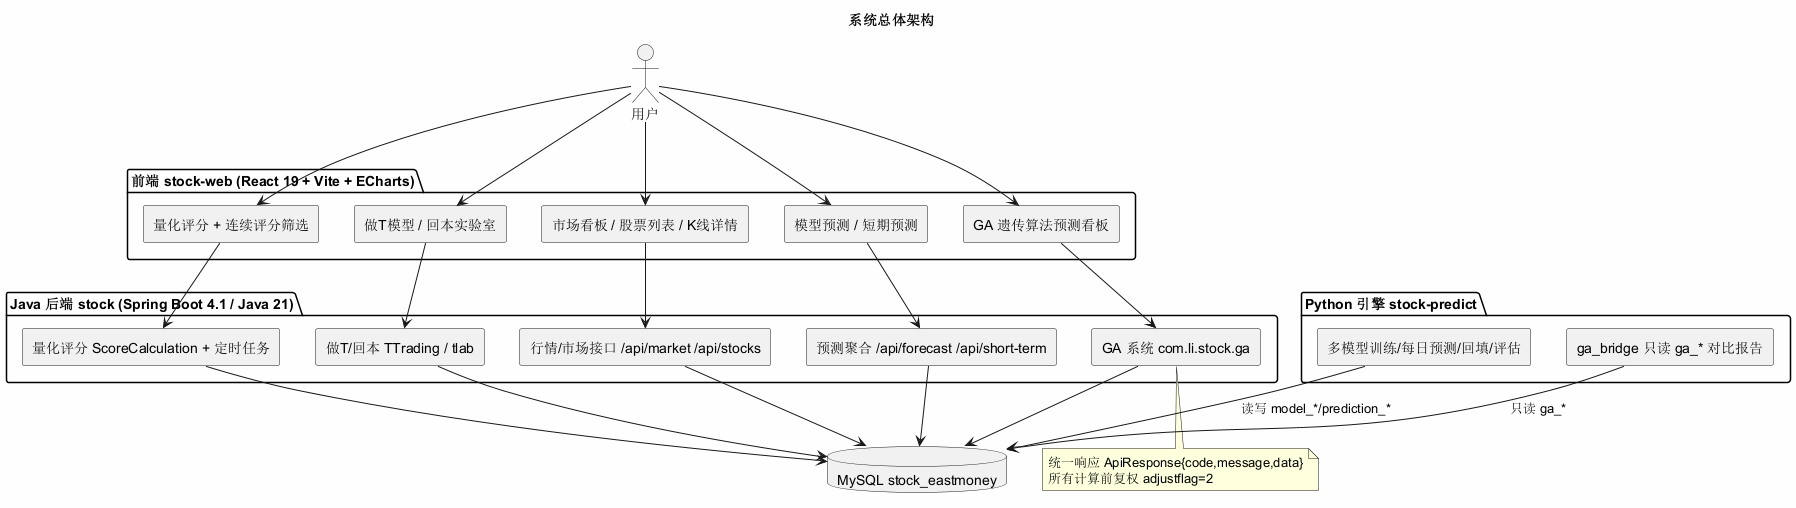 系统总体架构
用户
前端 stock-web (React 19 + Vite + ECharts)
量化评分 + 连续评分筛选
做T模型 / 回本实验室
市场看板 / 股票列表 / K线详情
模型预测 / 短期预测
GA 遗传算法预测看板
Java 后端 stock (Spring Boot 4.1 / Java 21)
Python 引擎 stock-predict
量化评分 ScoreCalculation + 定时任务
做T/回本 TTrading / tlab
行情/市场接口 /api/market /api/stocks
预测聚合 /api/forecast /api/short-term
GA 系统 com.li.stock.ga
多模型训练/每日预测/回填/评估
ga_bridge 只读 ga_* 对比报告
读写 model_*/prediction_*
只读 ga_*
MySQL stock_eastmoney
统一响应 ApiResponse{code,message,data}
所有计算前复权 adjustflag=2